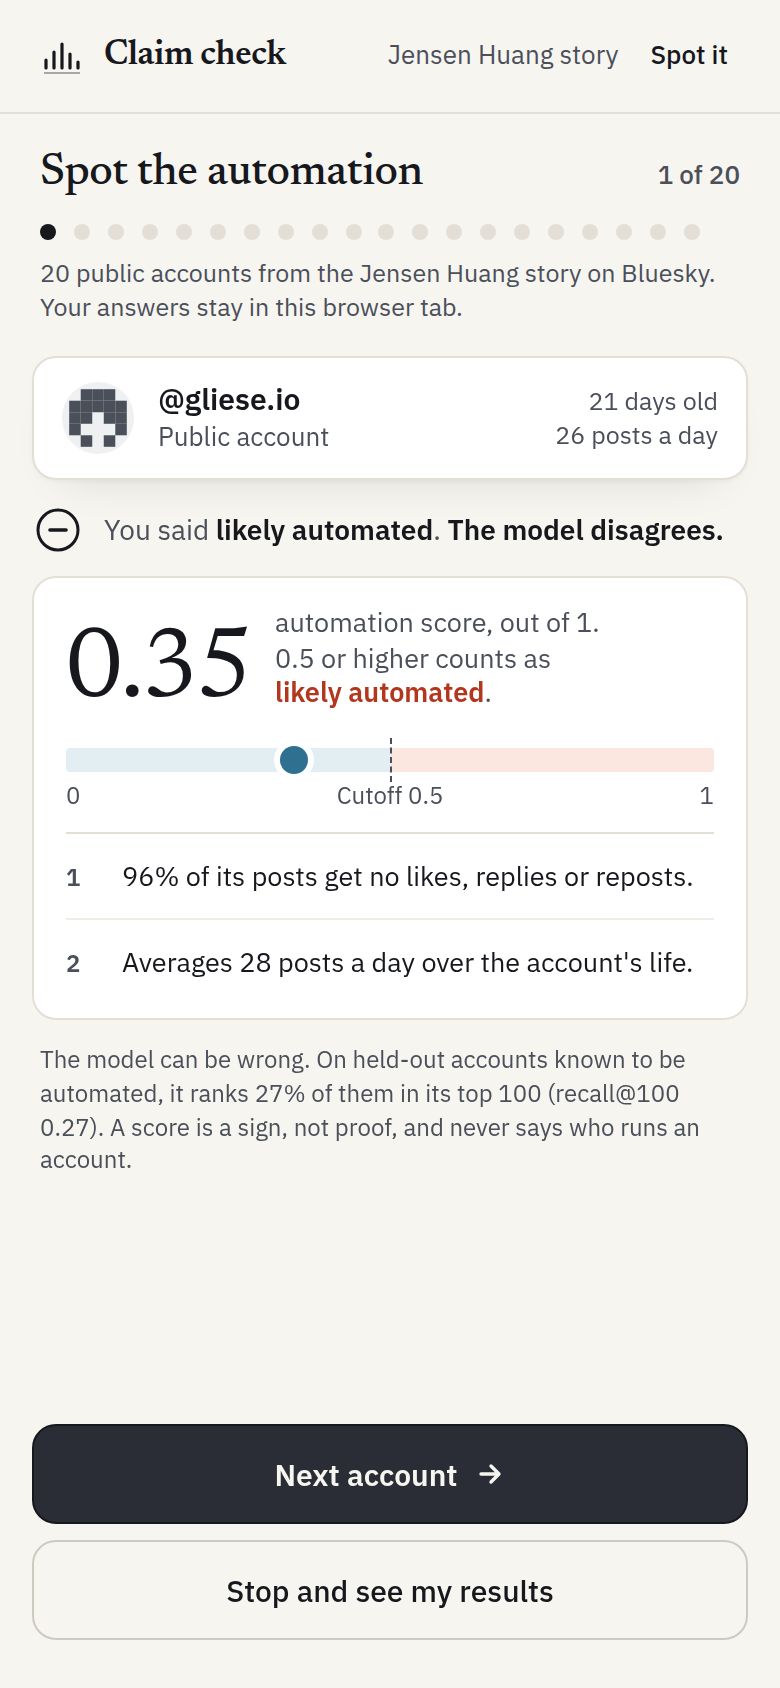 Claim check
Jensen Huang story
Spot it
Spot the automation
1 of 20
20 public accounts from the Jensen Huang story on Bluesky.
Your answers stay in this browser tab.
@gliese.io
Public account
21 days old
26 posts a day
You said likely automated. The model disagrees.
0.35
automation score, out of 1.
0.5 or higher counts as
likely automated.
0
Cutoff 0.5
1
1 96% of its posts get no likes, replies or reposts.
2 Averages 28 posts a day over the account's life.
The model can be wrong. On held-out accounts known to be
automated, it ranks 27% of them in its top 100 (recall@100
0.27). A score is a sign, not proof, and never says who runs an
account.
Next account →
Stop and see my results